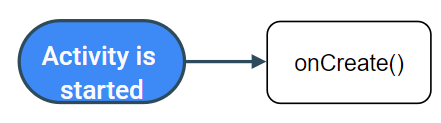 Activity is
started
onCreate()